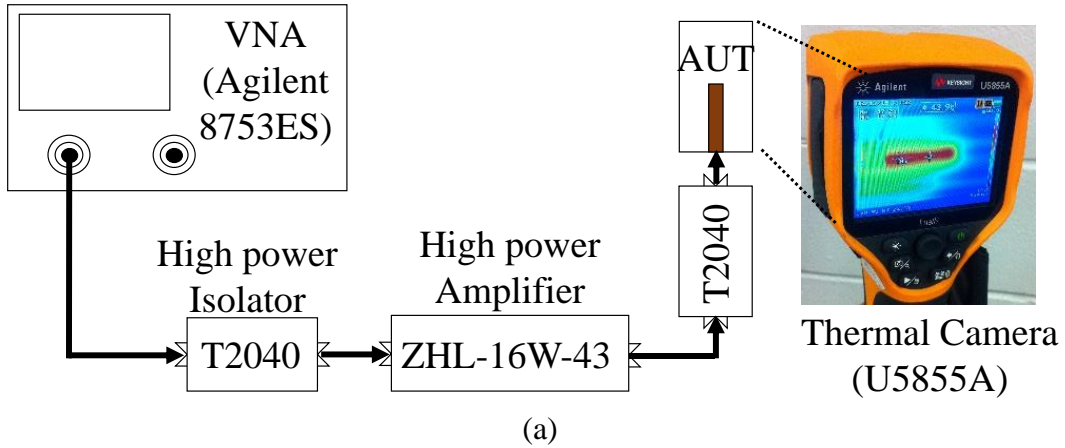 VNA
(Agilent
8753ES)
AUT
Agilent
KEYSIGHT
U5855A
T2040
High power
Isolator
T2040
High power
Amplifier
ZHL-16W-43
Thermal Camera
(U5855A)
(a)